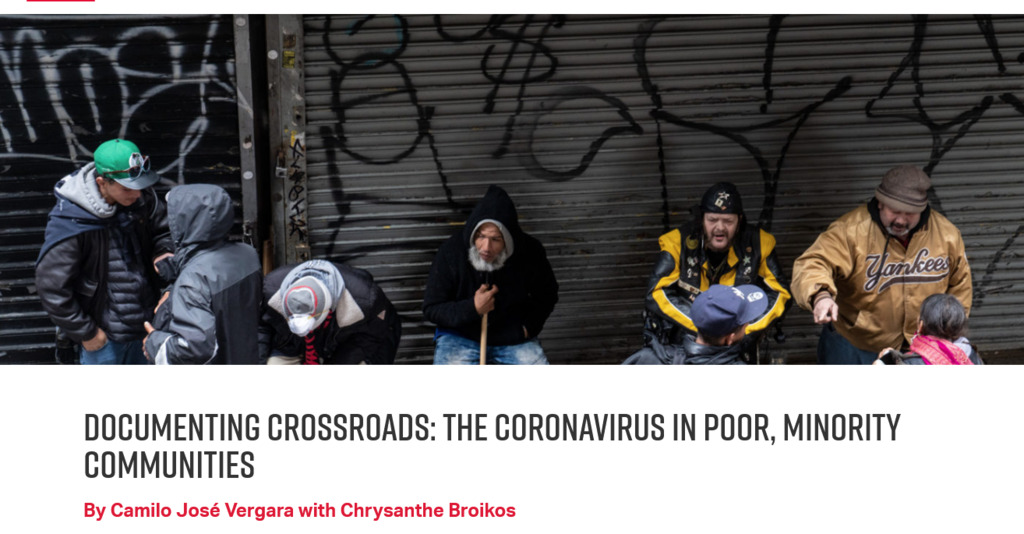 Yankees
DOCUMENTING CROSSROADS: THE CORONAVIRUS IN POOR, MINORITY
COMMUNITIES
By Camilo José Vergara with Chrysanthe Broikos